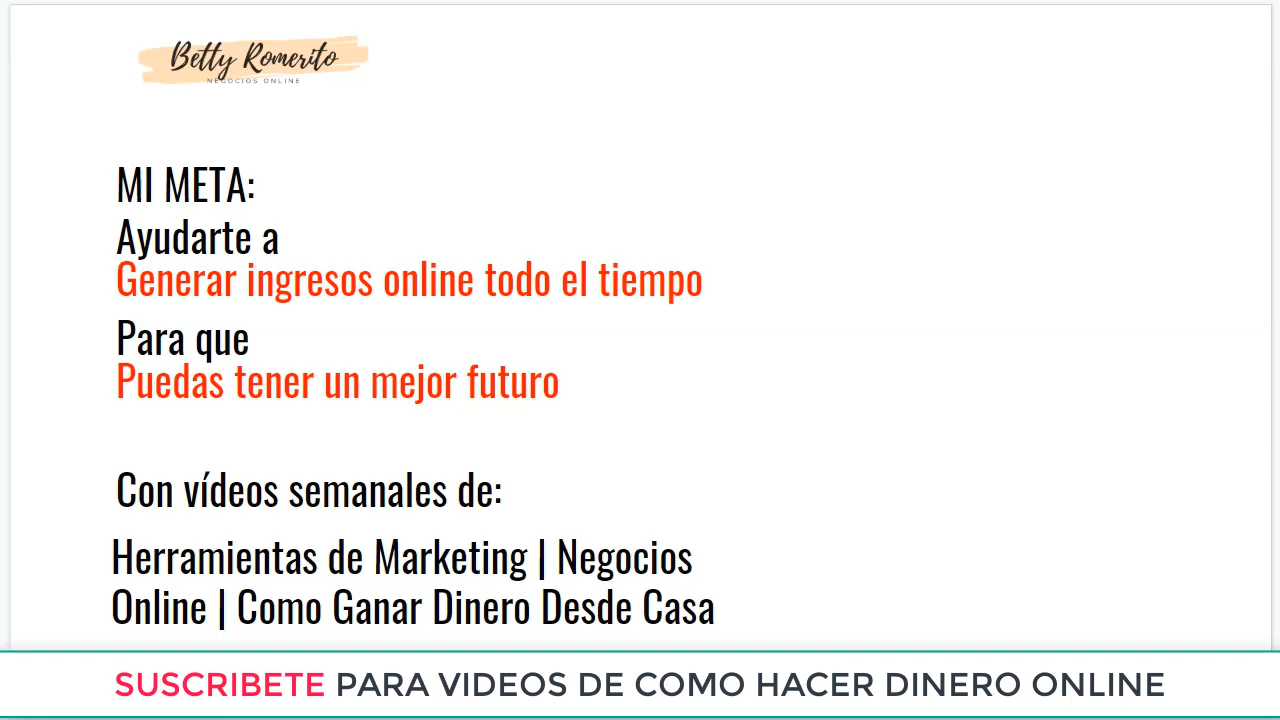 Betty Romerito
NEGOCIOS ONLINE
MI META:
Ayudarte a
Generar ingresos online todo el tiempo
Para que
Puedas tener un mejor futuro
Con vídeos semanales de:
Herramientas de Marketing | Negocios
Online | Como Ganar Dinero Desde Casa
SUSCRIBETE PARA VIDEOS DE COMO HACER DINERO ONLINE